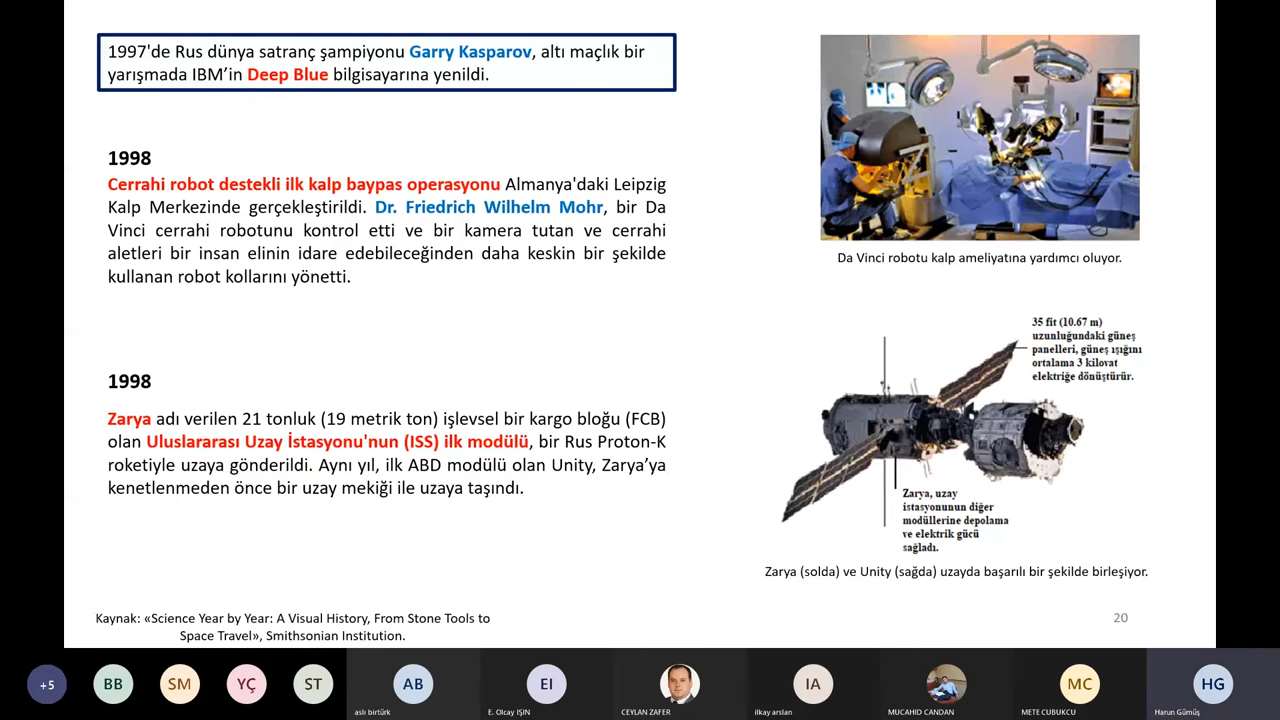 1997'de Rus dünya satranç şampiyonu Garry Kasparov, altı maçlık bir
yarışmada IBM’in Deep Blue bilgisayarına yenildi.
1998
Cerrahi robot destekli ilk kalp baypas operasyonu Almanya'daki Leipzig
Kalp Merkezinde gerçekleştirildi. Dr. Friedrich Wilhelm Mohr, bir Da
Vinci cerrahi robotunu kontrol etti ve bir kamera tutan ve cerrahi
aletleri bir insan elinin idare edebileceğinden daha keskin bir şekilde
kullanan robot kollarını yönetti.
Da Vinci robotu kalp ameliyatına yardımcı oluyor.
1998
Zarya adı verilen 21 tonluk (19 metrik ton) işlevsel bir kargo bloğu (FCB)
olan Uluslararası Uzay İstasyonu'nun (ISS) ilk modülü, bir Rus Proton-K
roketiyle uzaya gönderildi. Aynı yıl, ilk ABD modülü olan Unity, Zarya’ya
kenetlenmeden önce bir uzay mekiği ile uzaya taşındı.
35 fit (10.67 m)
uzunluğundaki güneş
panelleri, güneş ışığını
ortalama 3 kilovat
elektriğe dönüştürür.
Zarya, uzay
istasyonunun diğer
modüllerine depolama
ve elektrik gücü
sağladı.
Zarya (solda) ve Unity (sağda) uzayda başarılı bir şekilde birleşiyor.
Kaynak: «Science Year by Year: A Visual History, From Stone Tools to
Space Travel», Smithsonian Institution.
20
+5
BB
SM
YÇ
ST
AB
EI
IA
MC
HG
aslı birtürk
E. Olcay IŞIN
CEYLAN ZAFER
ilkay arslan
MUCAHID CANDAN
METE CUBUKCU
Harun Gümüş